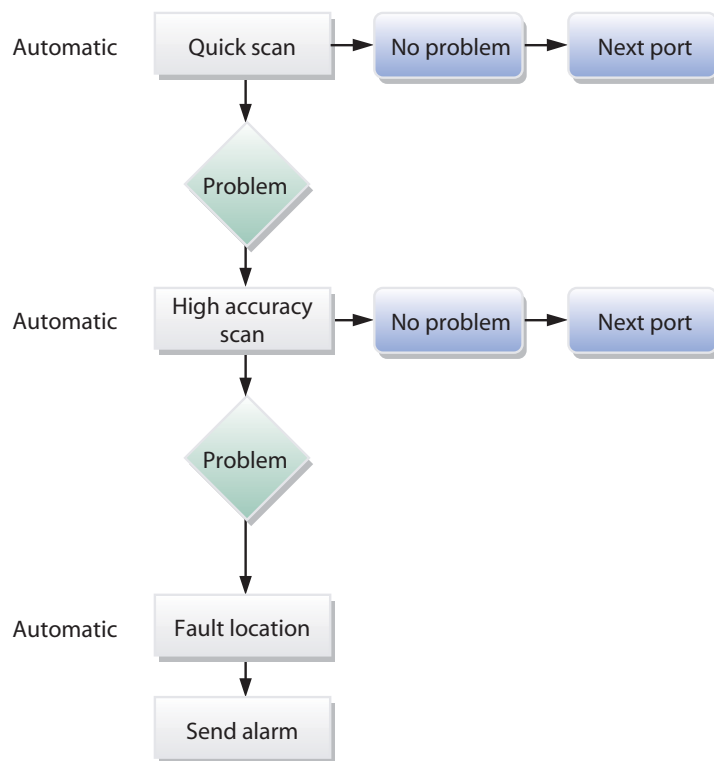 Automatic
Quick scan
No problem
Next port
Problem
Automatic
High accuracy
scan
No problem
Next port
Problem
Automatic
Fault location
Send alarm